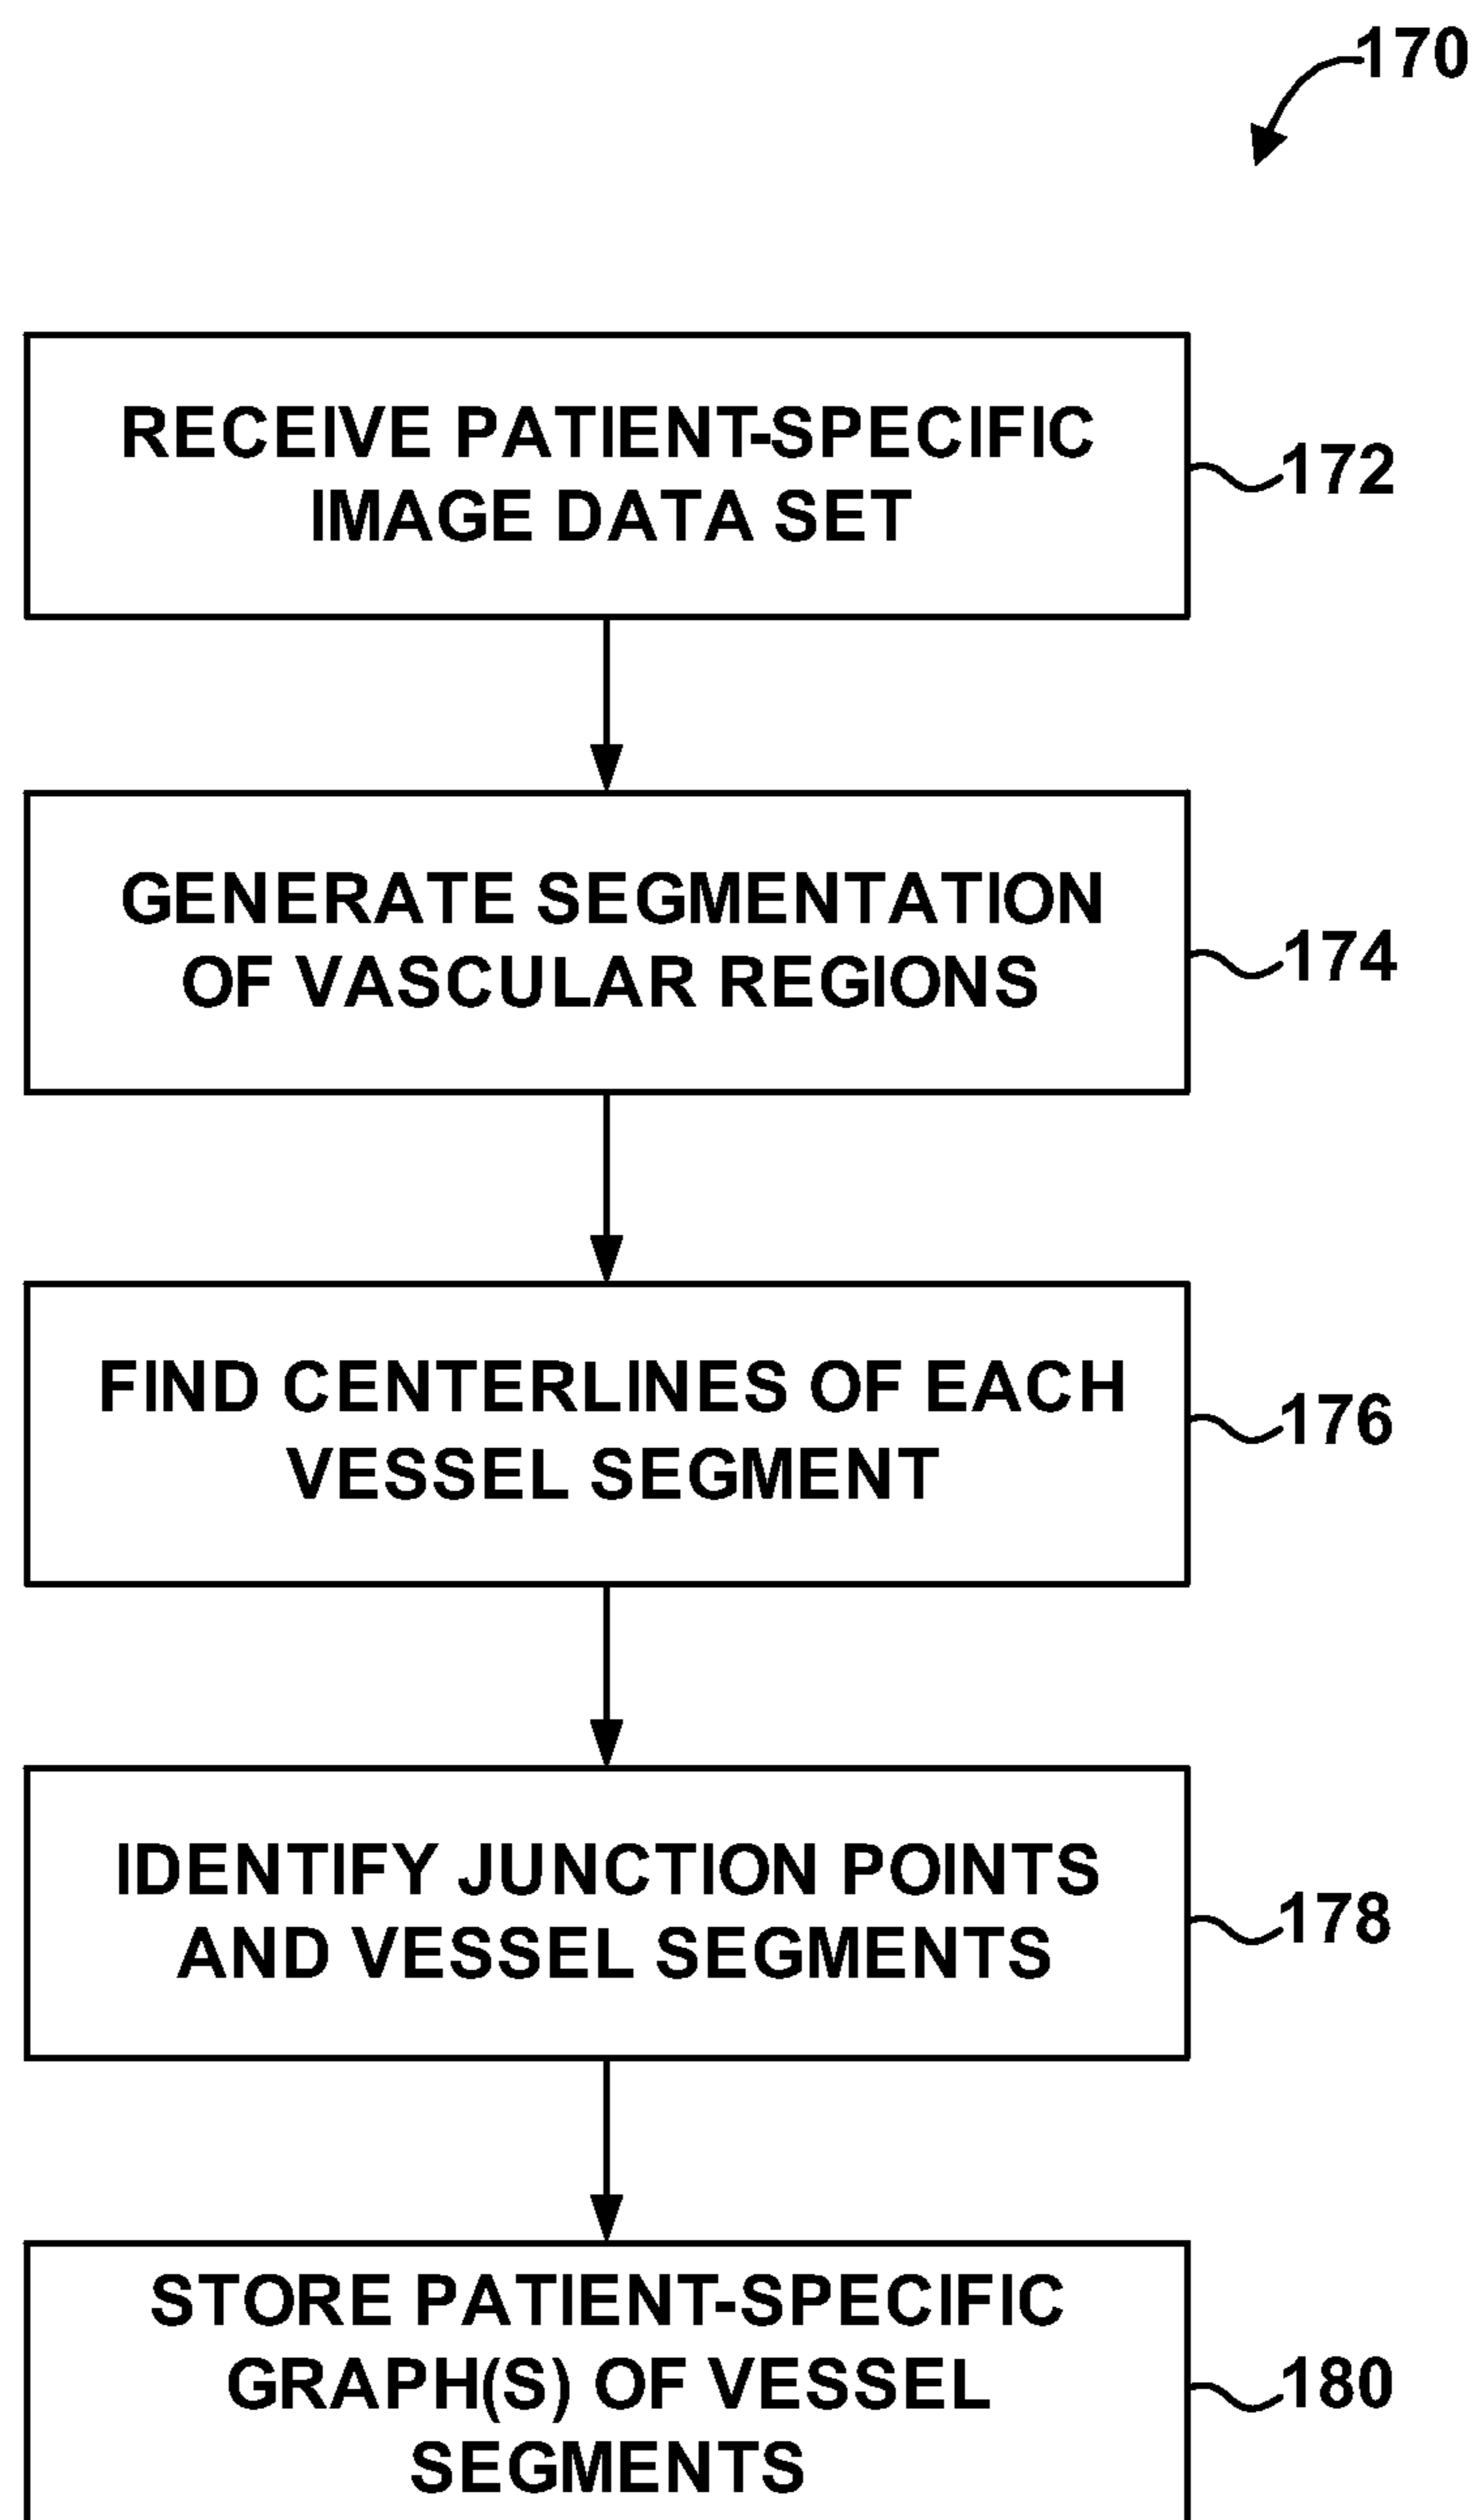 170
RECEIVE PATIENT-SPECIFIC
IMAGE DATA SET
172
GENERATE SEGMENTATION
OF VASCULAR REGIONS
174
FIND CENTERLINES OF EACH
VESSEL SEGMENT
176
IDENTIFY JUNCTION POINTS
AND VESSEL SEGMENTS
178
STORE PATIENT-SPECIFIC
GRAPH(S) OF VESSEL
SEGMENTS
180